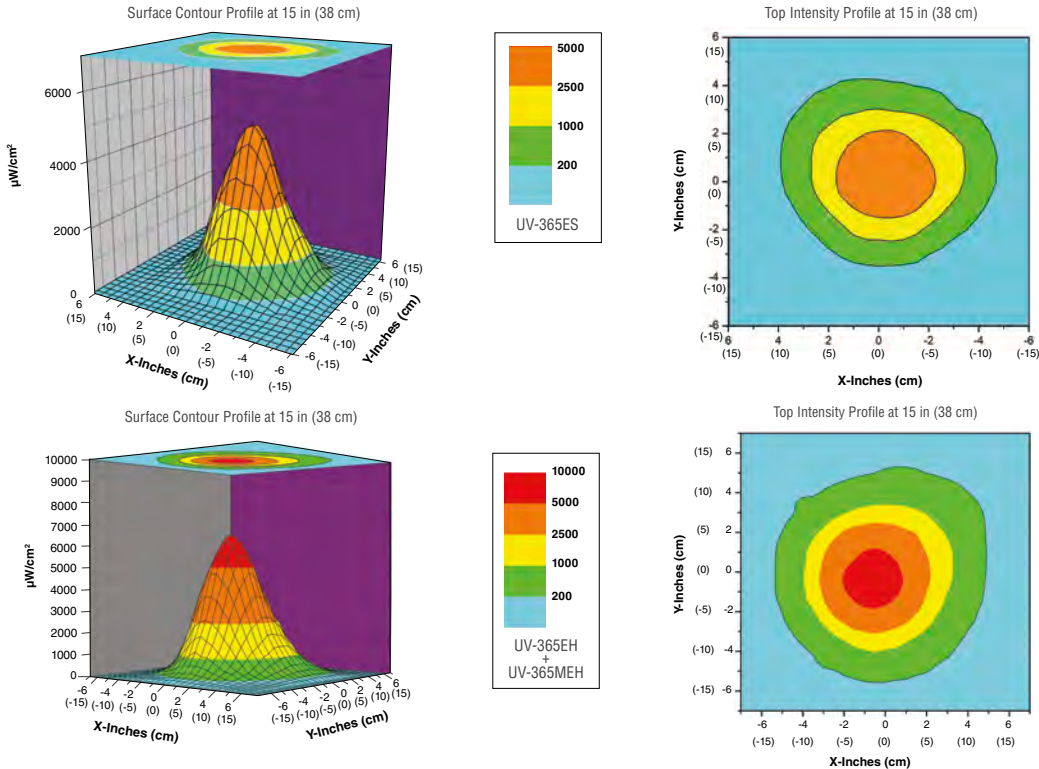 Surface Contour Profile at 15 in (38 cm)
µW/cm²
6000
4000
2000
0
6 4 2 0 -2 -4 -6
(15) (10) (5) (0) (-5) (-10) (-15)
X-Inches (cm)
6 (15)
4 (10)
2 (5)
0 (0)
-2 (-5)
-4 (-10)
-6 (-15)
Y-Inches (cm)
5000
2500
1000
200
UV-365ES
Top Intensity Profile at 15 in (38 cm)
Y-Inches (cm)
6
(15)
4
(10)
2
(5)
0
(0)
-2
(-5)
-4
(-10)
-6
(-15)
6 4 2 0 -2 -4 -6
(15) (10) (5) (0) (-5) (-10) (-15)
X-Inches (cm)
Surface Contour Profile at 15 in (38 cm)
µW/cm²
10000
9000
8000
7000
6000
5000
4000
3000
2000
1000
0
-6 -4 -2 0 2 4 6
(-15) (-10) (-5) (0) (5) (10) (15)
X-Inches (cm)
-6 -4 -2 0 2 4 6
(-15) (-10) (-5) (0) (5) (10) (15)
Y-Inches (cm)
10000
5000
2500
1000
200
UV-365EH
+
UV-365MEH
Top Intensity Profile at 15 in (38 cm)
Y-Inches (cm)
(15) 6
(10) 4
(5) 2
(0) 0
(-5) -2
(-10) -4
(-15) -6
-6 -4 -2 0 2 4 6
(-15) (-10) (-5) (0) (5) (10) (15)
X-Inches (cm)